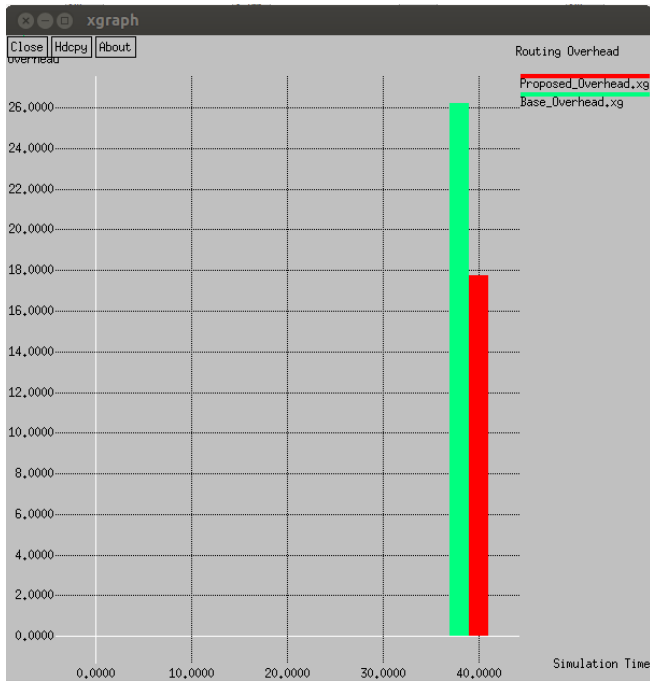 xgraph
Close Hdcpy About
Overhead
Routing Overhead
Proposed_Overhead.xg
Base_Overhead.xg
26.0000
24.0000
22.0000
20.0000
18.0000
16.0000
14.0000
12.0000
10.0000
8.0000
6.0000
4.0000
2.0000
0.0000
0.0000 10.0000 20.0000 30.0000 40.0000
Simulation Time